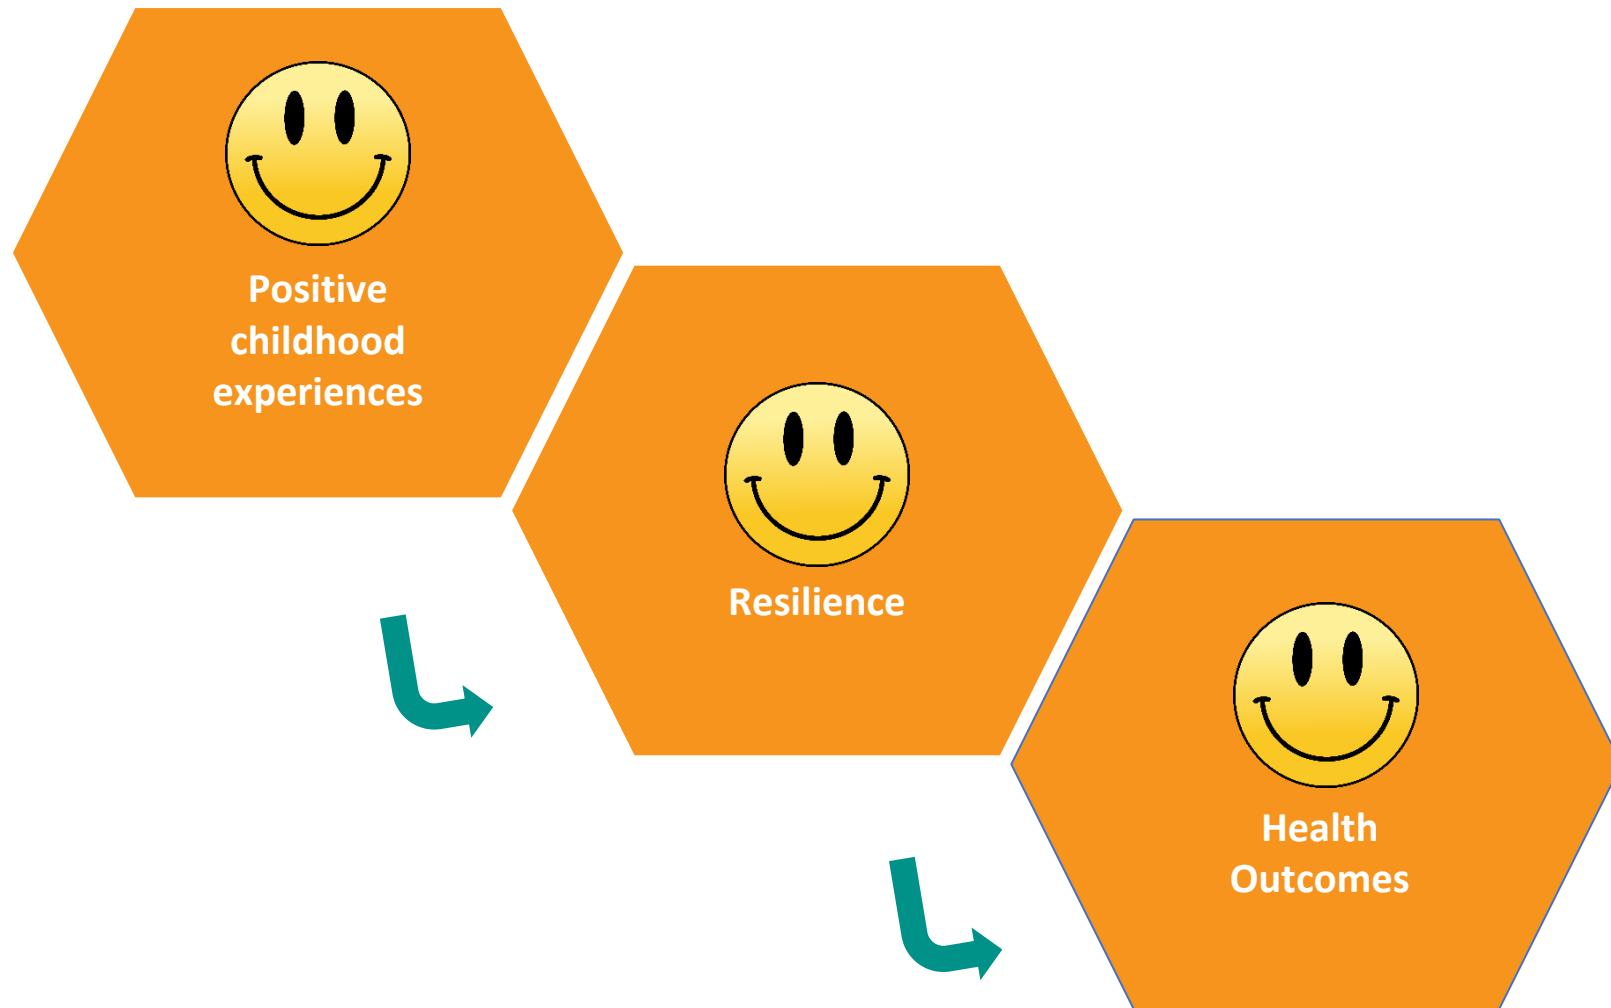 Positive
childhood
experiences
Resilience
Health
Outcomes